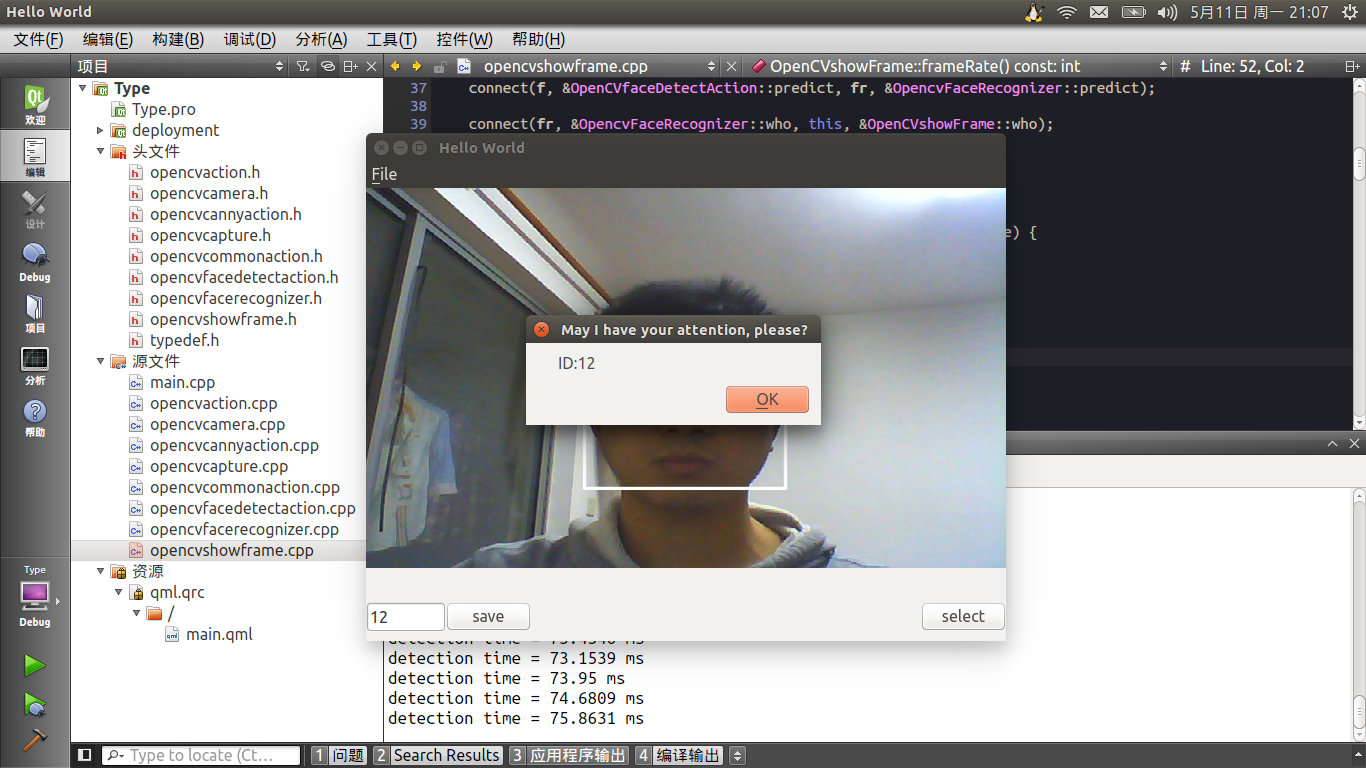 Hello World
5月11日 周一 21:07
文件(F) 编辑(E) 构建(B) 调试(D) 分析(A) 工具(T) 控件(W) 帮助(H)
项目
opencvshowframe.cpp
OpenCVshowFrame::frameRate() const: int
# Line: 52, Col: 2
欢迎
编辑
设计
Debug
项目
分析
帮助
Type
Debug
Type
Type.pro
deployment
头文件
opencvaction.h
opencvcamera.h
opencvcannyaction.h
opencvcapture.h
opencvcommonaction.h
opencvfacedetectaction.h
opencvfacerecognizer.h
opencvshowframe.h
typedef.h
源文件
main.cpp
opencvaction.cpp
opencvcamera.cpp
opencvcannyaction.cpp
opencvcapture.cpp
opencvcommonaction.cpp
opencvfacedetectaction.cpp
opencvfacerecognizer.cpp
opencvshowframe.cpp
资源
qml.qrc
/
main.qml
37 connect(f, &OpenCVfaceDetectAction::predict, fr, &OpencvFaceRecognizer::predict);
38
39 connect(fr, &OpencvFaceRecognizer::who, this, &OpenCVshowFrame::who);
) {
Hello World
File
May I have your attention, please?
ID:12
OK
12
save
select
detection time = 73.1539 ms
detection time = 73.95 ms
detection time = 74.6809 ms
detection time = 75.8631 ms
Type to locate (Ct…
1 问题
2 Search Results
3 应用程序输出
4 编译输出